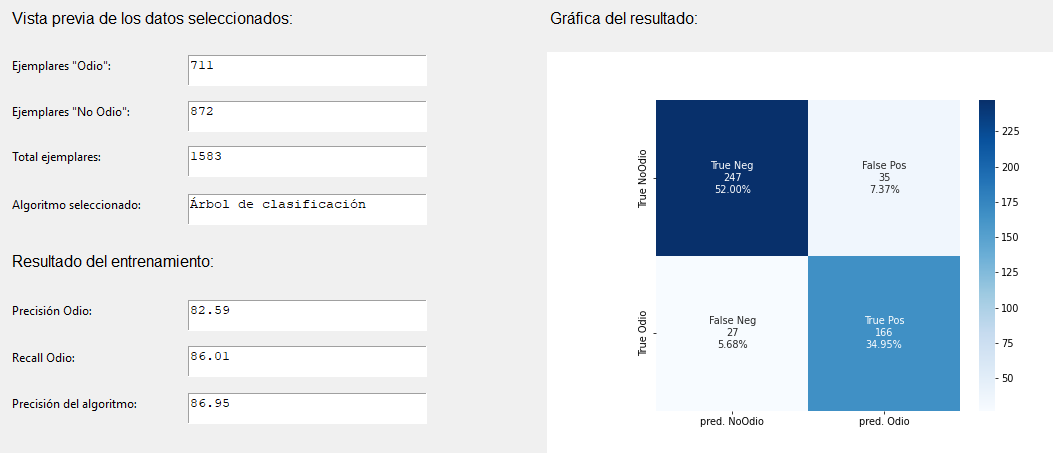 Vista previa de los datos seleccionados:
Ejemplares "Odio":
711
Ejemplares "No Odio":
872
Total ejemplares:
1583
Algoritmo seleccionado:
Árbol de clasificación
Resultado del entrenamiento:
Precisión Odio:
82.59
Recall Odio:
86.01
Precisión del algoritmo:
86.95
Gráfica del resultado:
True NoOdio
True Neg
247
52.00%
False Pos
35
7.37%
True Odio
False Neg
27
5.68%
True Pos
166
34.95%
pred. NoOdio
pred. Odio
225
200
175
150
125
100
75
50